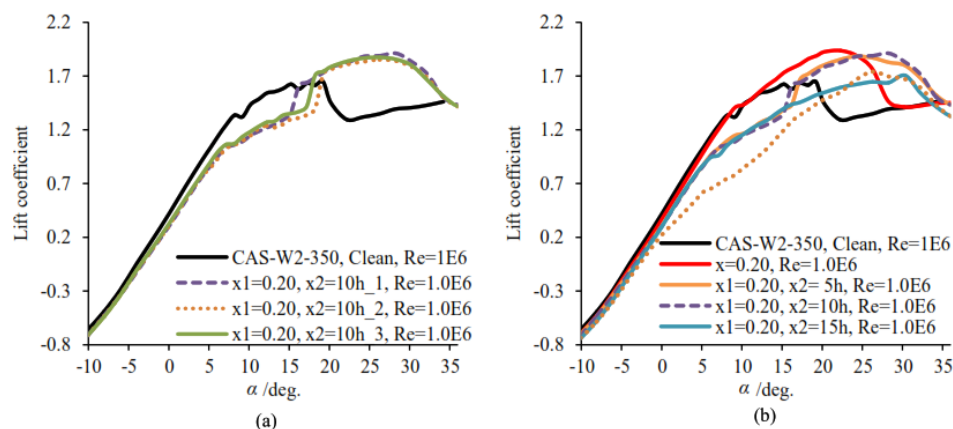 2.2
1.7
1.2
0.7
0.2
-0.3
-0.8
Lift coefficient
CAS-W2-350, Clean, Re=1E6
x1=0.20, x2=10h_1, Re=1.0E6
x1=0.20, x2=10h_2, Re=1.0E6
x1=0.20, x2=10h_3, Re=1.0E6
-10 -5 0 5 10 15 20 25 30 35
α /deg.
(a)
2.2
1.7
1.2
0.7
0.2
-0.3
-0.8
Lift coefficient
CAS-W2-350, Clean, Re=1E6
x=0.20, Re=1.0E6
x1=0.20, x2= 5h, Re=1.0E6
x1=0.20, x2=10h, Re=1.0E6
x1=0.20, x2=15h, Re=1.0E6
-10 -5 0 5 10 15 20 25 30 35
α /deg.
(b)